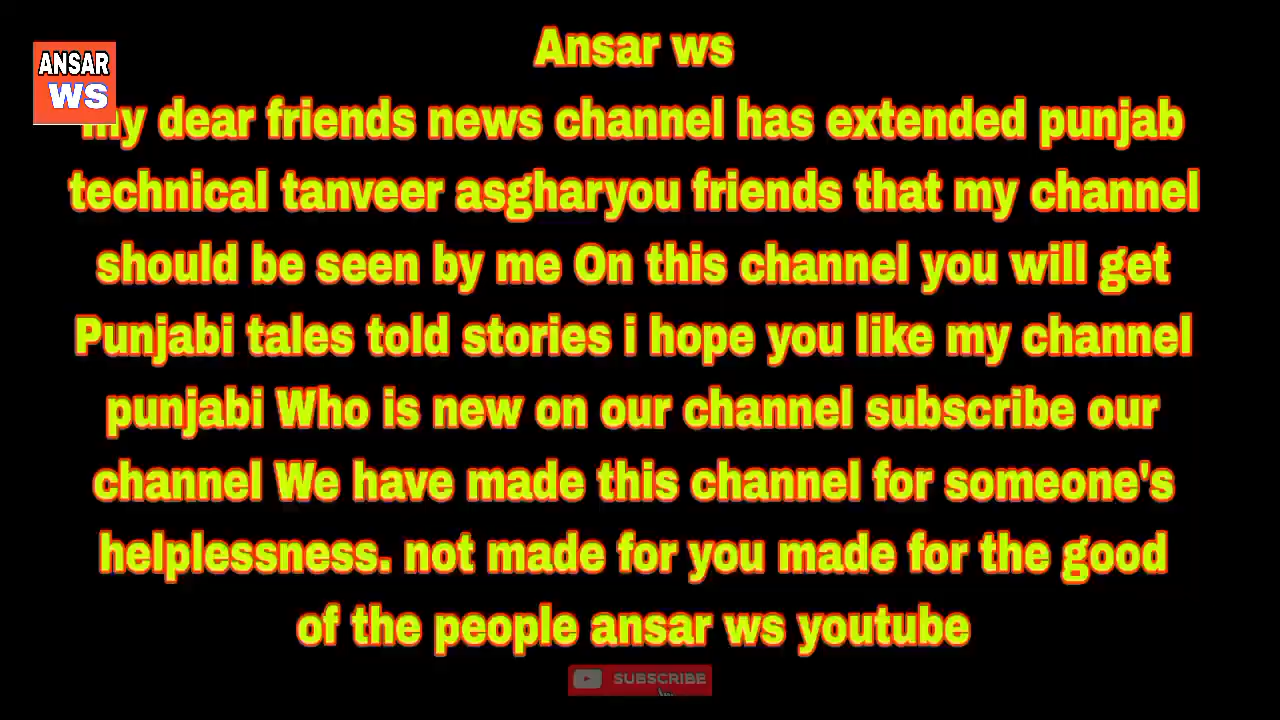 Ansar ws
ANSAR
WS
my dear friends news channel has extended punjab
technical tanveer asgharyou friends that my channel
should be seen by me On this channel you will get
Punjabi tales told stories i hope you like my channel
punjabi Who is new on our channel subscribe our
channel We have made this channel for someone's
helplessness. not made for you made for the good
of the people ansar ws youtube
SUBSCRIBE